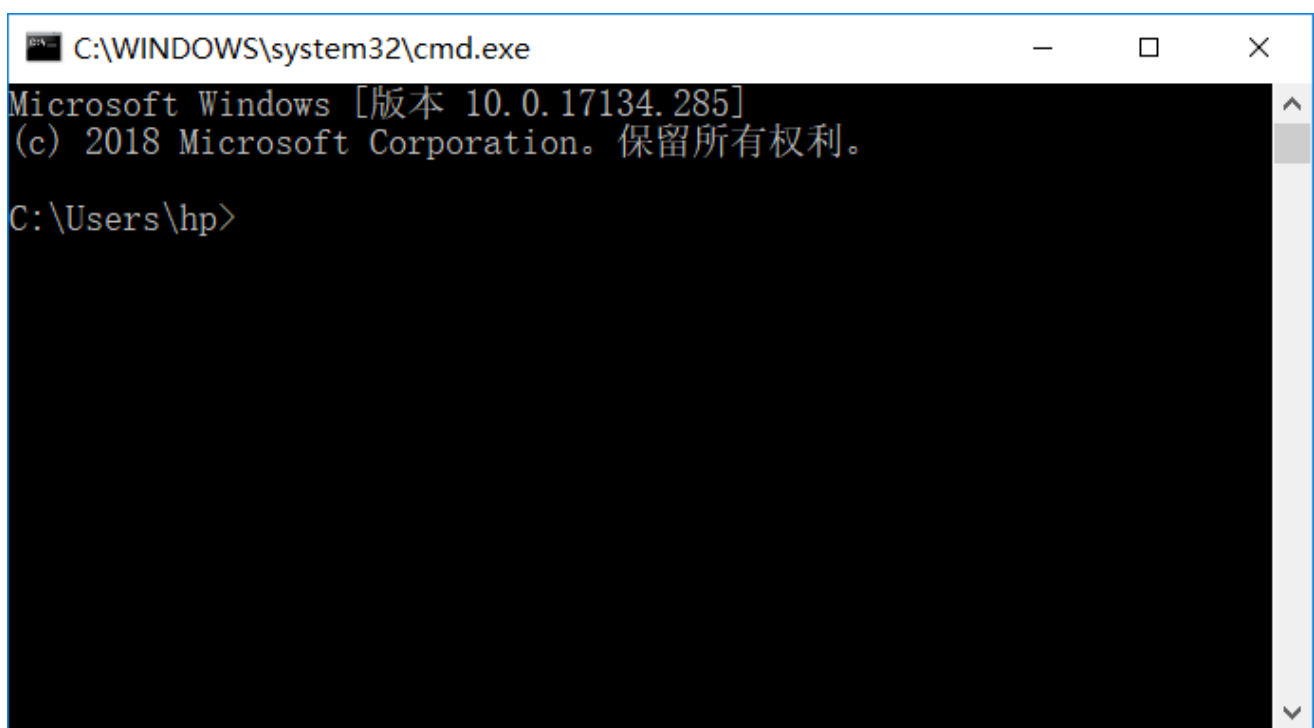 C:\WINDOWS\system32\cmd.exe
Microsoft Windows [版本 10.0.17134.285]
(c) 2018 Microsoft Corporation。保留所有权利。
C:\Users\hp>